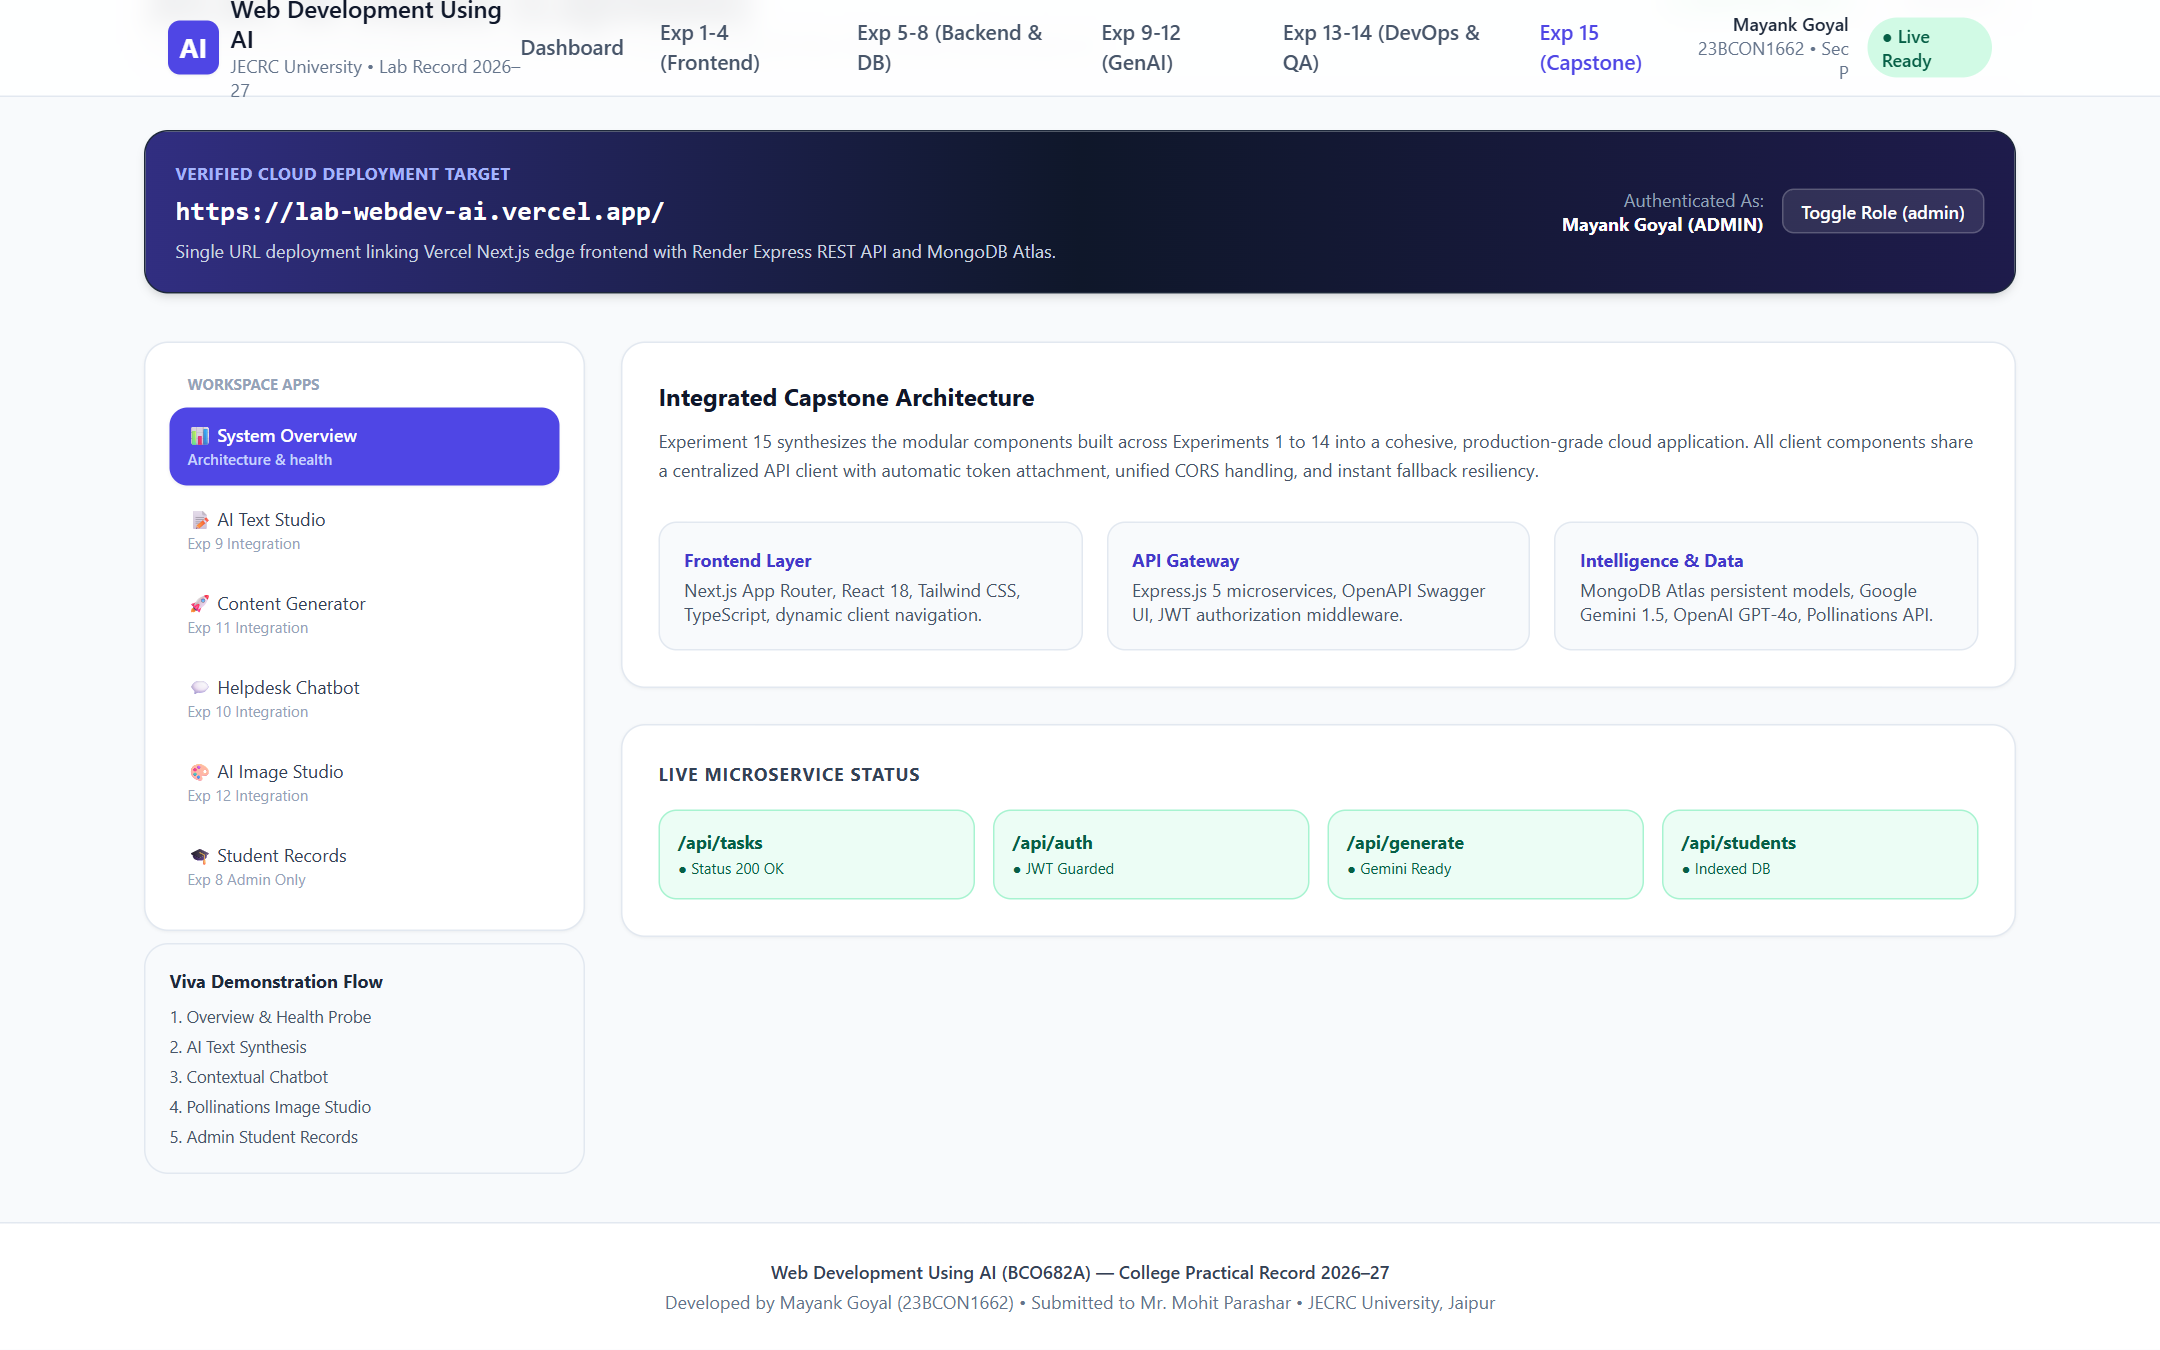 AI
Web Development Using
AI
JECRC University • Lab Record 2026–
27
Dashboard
Exp 1-4
(Frontend)
Exp 5-8 (Backend &
DB)
Exp 9-12
(GenAI)
Exp 13-14 (DevOps &
QA)
Exp 15
(Capstone)
Mayank Goyal
23BCON1662 • Sec
P
● Live
Ready
VERIFIED CLOUD DEPLOYMENT TARGET
https://lab-webdev-ai.vercel.app/
Single URL deployment linking Vercel Next.js edge frontend with Render Express REST API and MongoDB Atlas.
Authenticated As:
Mayank Goyal (ADMIN)
Toggle Role (admin)
WORKSPACE APPS
📊 System Overview
Architecture & health
📝 AI Text Studio
Exp 9 Integration
🚀 Content Generator
Exp 11 Integration
💬 Helpdesk Chatbot
Exp 10 Integration
🎨 AI Image Studio
Exp 12 Integration
🎓 Student Records
Exp 8 Admin Only
Viva Demonstration Flow
1. Overview & Health Probe
2. AI Text Synthesis
3. Contextual Chatbot
4. Pollinations Image Studio
5. Admin Student Records
Integrated Capstone Architecture
Experiment 15 synthesizes the modular components built across Experiments 1 to 14 into a cohesive, production-grade cloud application. All client components share
a centralized API client with automatic token attachment, unified CORS handling, and instant fallback resiliency.
Frontend Layer
Next.js App Router, React 18, Tailwind CSS,
TypeScript, dynamic client navigation.
API Gateway
Express.js 5 microservices, OpenAPI Swagger
UI, JWT authorization middleware.
Intelligence & Data
MongoDB Atlas persistent models, Google
Gemini 1.5, OpenAI GPT-4o, Pollinations API.
LIVE MICROSERVICE STATUS
/api/tasks
● Status 200 OK
/api/auth
● JWT Guarded
/api/generate
● Gemini Ready
/api/students
● Indexed DB
Web Development Using AI (BCO682A) — College Practical Record 2026–27
Developed by Mayank Goyal (23BCON1662) • Submitted to Mr. Mohit Parashar • JECRC University, Jaipur